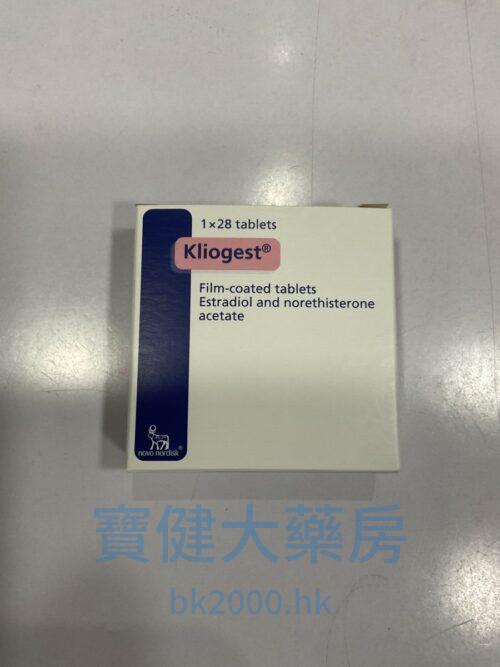 1×28 tablets
Kliogest®
Film-coated tablets
Estradiol and norethisterone
acetate
novo nordisk®
寶健大藥房
bk2000.hk